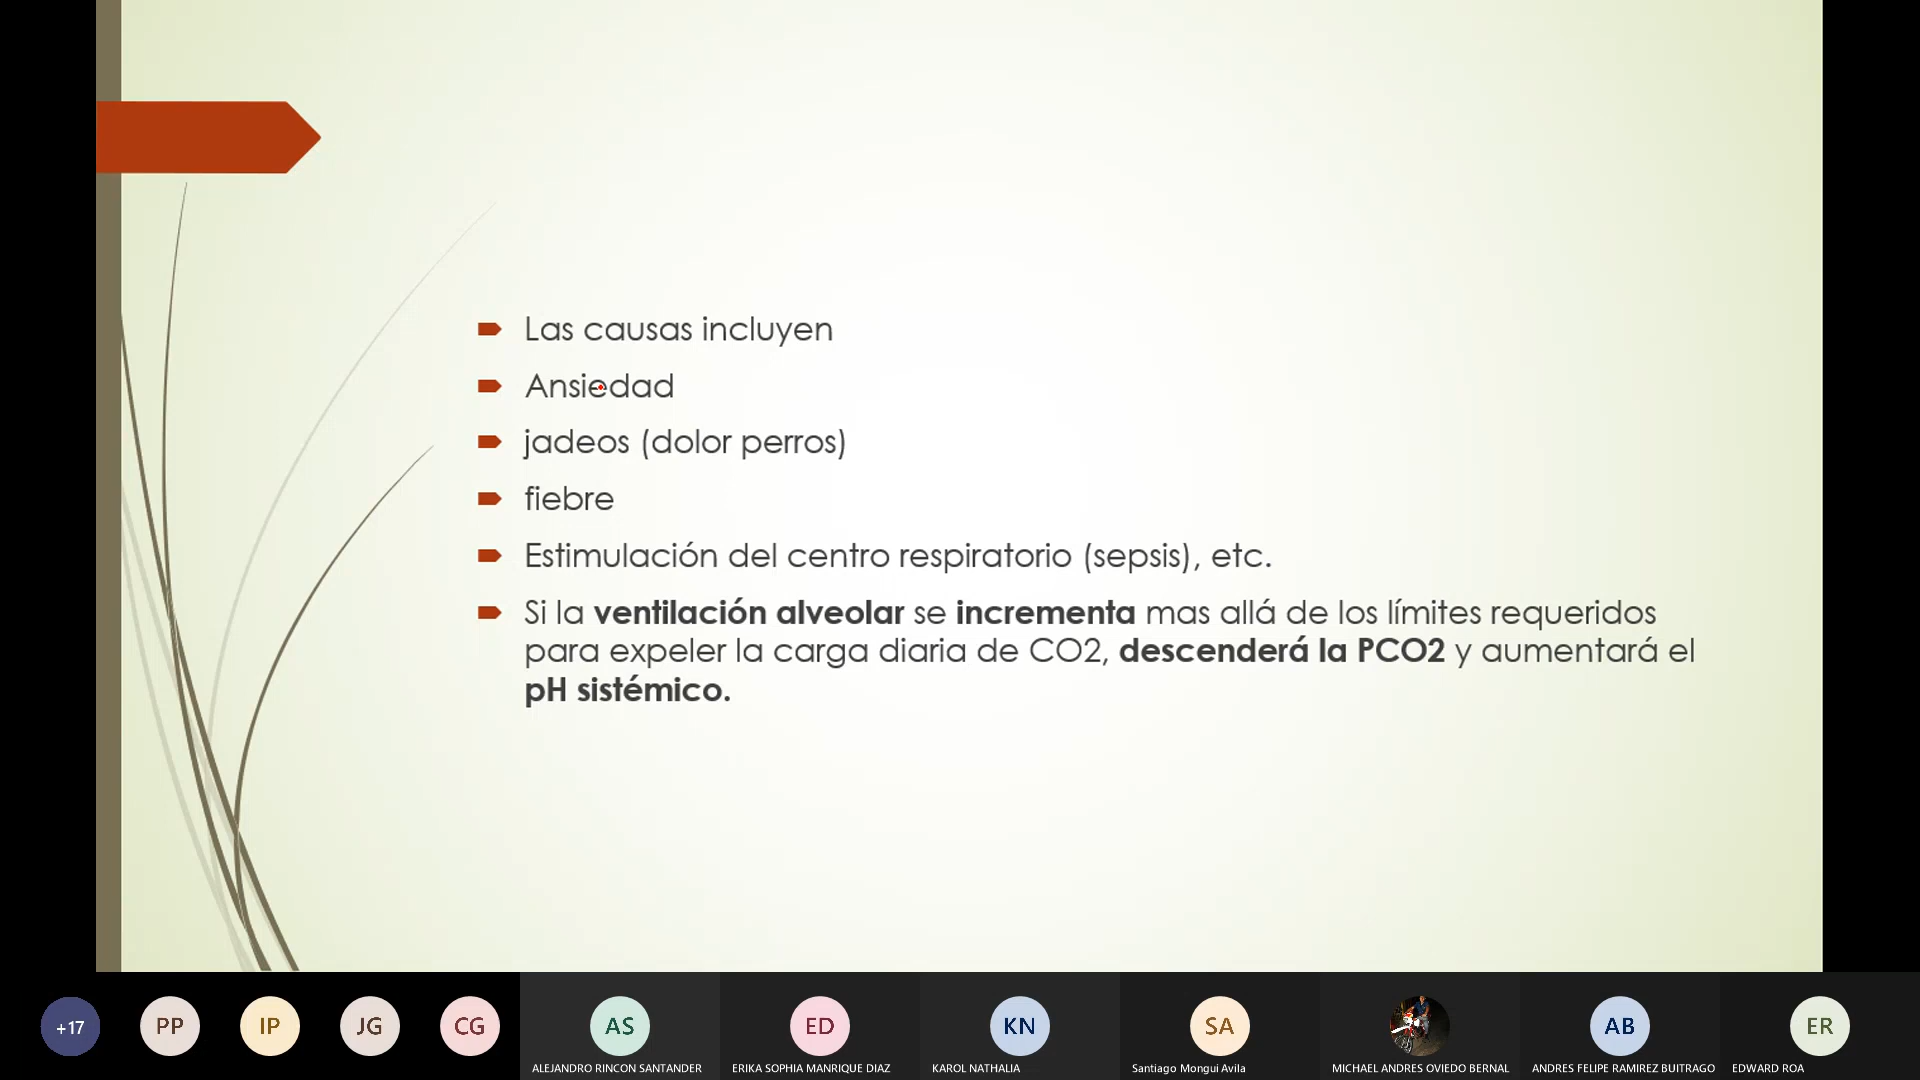 Las causas incluyen
Ansiedad
jadeos (dolor perros)
fiebre
Estimulación del centro respiratorio (sepsis), etc.
Si la ventilación alveolar se incrementa mas allá de los límites requeridos
para expeler la carga diaria de CO2, descenderá la PCO2 y aumentará el
pH sistémico.
+17
PP
IP
JG
CG
AS
ED
KN
SA
AB
ER
ALEJANDRO RINCON SANTANDER
ERIKA SOPHIA MANRIQUE DIAZ
KAROL NATHALIA
Santiago Mongui Avila
MICHAEL ANDRES OVIEDO BERNAL
ANDRES FELIPE RAMIREZ BUITRAGO
EDWARD ROA